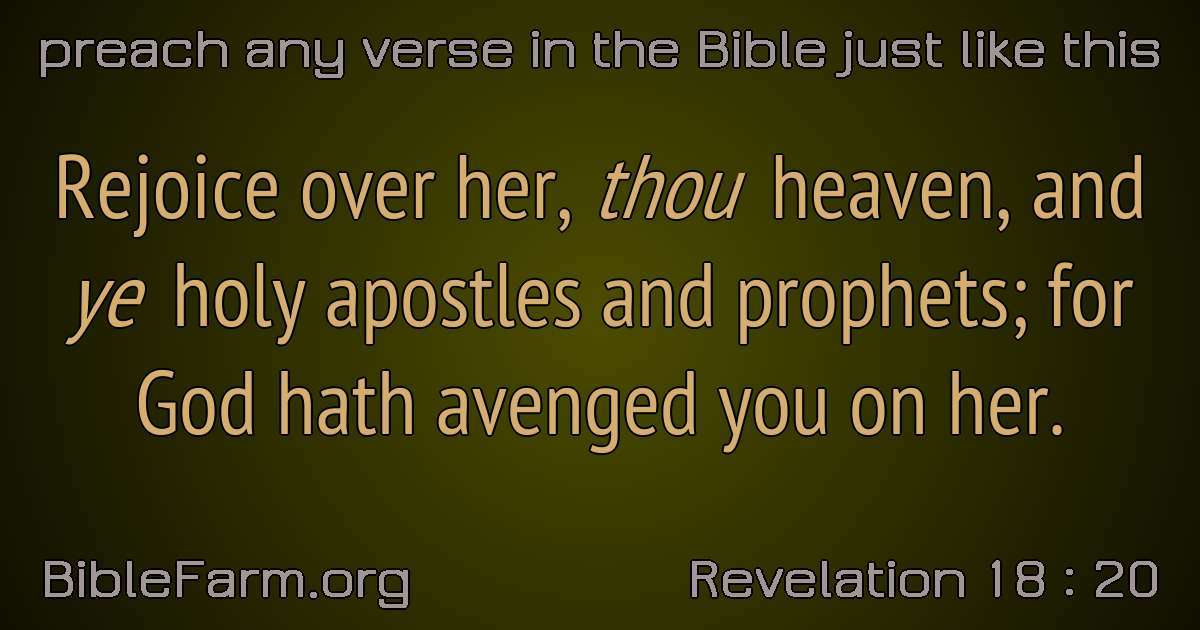 preach any verse in the Bible just like this
Rejoice over her, thou heaven, and
ye holy apostles and prophets; for
God hath avenged you on her.
BibleFarm.org
Revelation 18 : 20